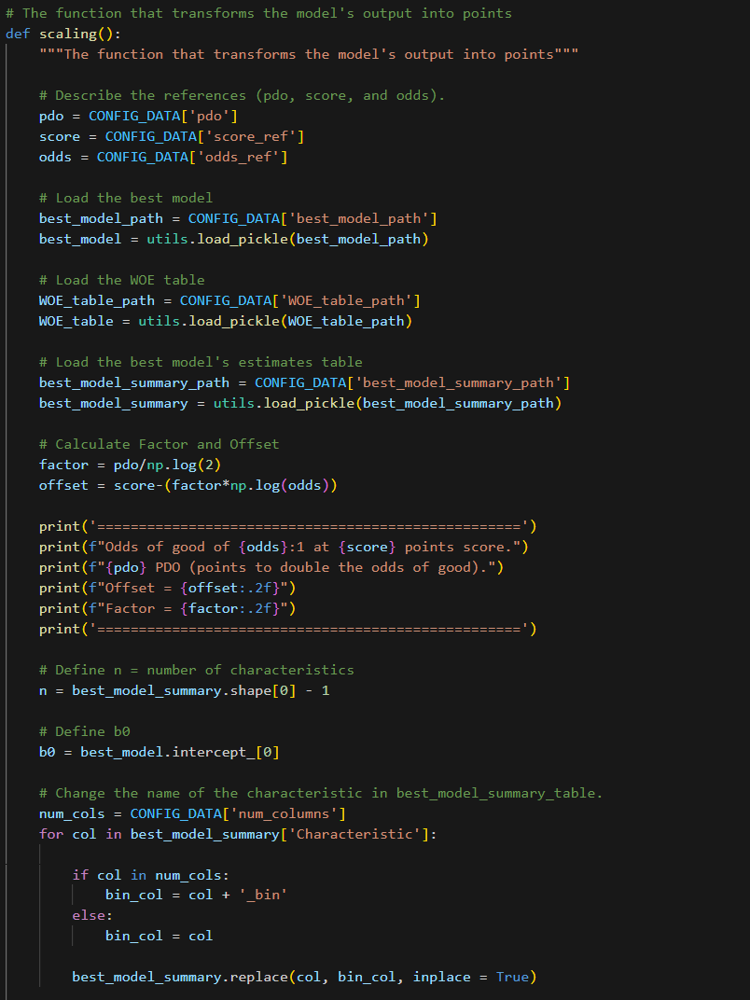 # The function that transforms the model's output into points
def scaling():
    """The function that transforms the model's output into points"""

    # Describe the references (pdo, score, and odds).
    pdo = CONFIG_DATA['pdo']
    score = CONFIG_DATA['score_ref']
    odds = CONFIG_DATA['odds_ref']

    # Load the best model
    best_model_path = CONFIG_DATA['best_model_path']
    best_model = utils.load_pickle(best_model_path)

    # Load the WOE table
    WOE_table_path = CONFIG_DATA['WOE_table_path']
    WOE_table = utils.load_pickle(WOE_table_path)

    # Load the best model's estimates table
    best_model_summary_path = CONFIG_DATA['best_model_summary_path']
    best_model_summary = utils.load_pickle(best_model_summary_path)

    # Calculate Factor and Offset
    factor = pdo/np.log(2)
    offset = score-(factor*np.log(odds))

    print('===================================================')
    print(f"Odds of good of {odds}:1 at {score} points score.")
    print(f"{pdo} PDO (points to double the odds of good).")
    print(f"Offset = {offset:.2f}")
    print(f"Factor = {factor:.2f}")
    print('===================================================')

    # Define n = number of characteristics
    n = best_model_summary.shape[0] - 1

    # Define b0
    b0 = best_model.intercept_[0]

    # Change the name of the characteristic in best_model_summary_table.
    num_cols = CONFIG_DATA['num_columns']
    for col in best_model_summary['Characteristic']:

        if col in num_cols:
            bin_col = col + '_bin'
        else:
            bin_col = col

        best_model_summary.replace(col, bin_col, inplace = True)